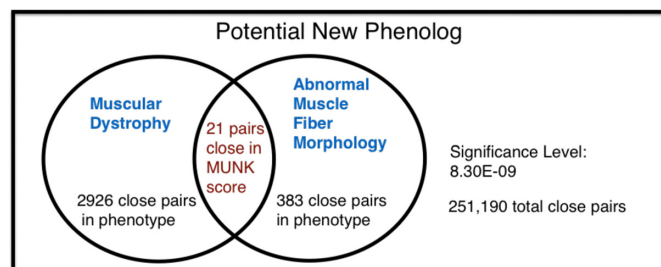 Potential New Phenolog
Muscular
Dystrophy
2926 close pairs
in phenotype
21 pairs
close in
MUNK
score
Abnormal
Muscle
Fiber
Morphology
383 close pairs
in phenotype
Significance Level:
8.30E-09
251,190 total close pairs